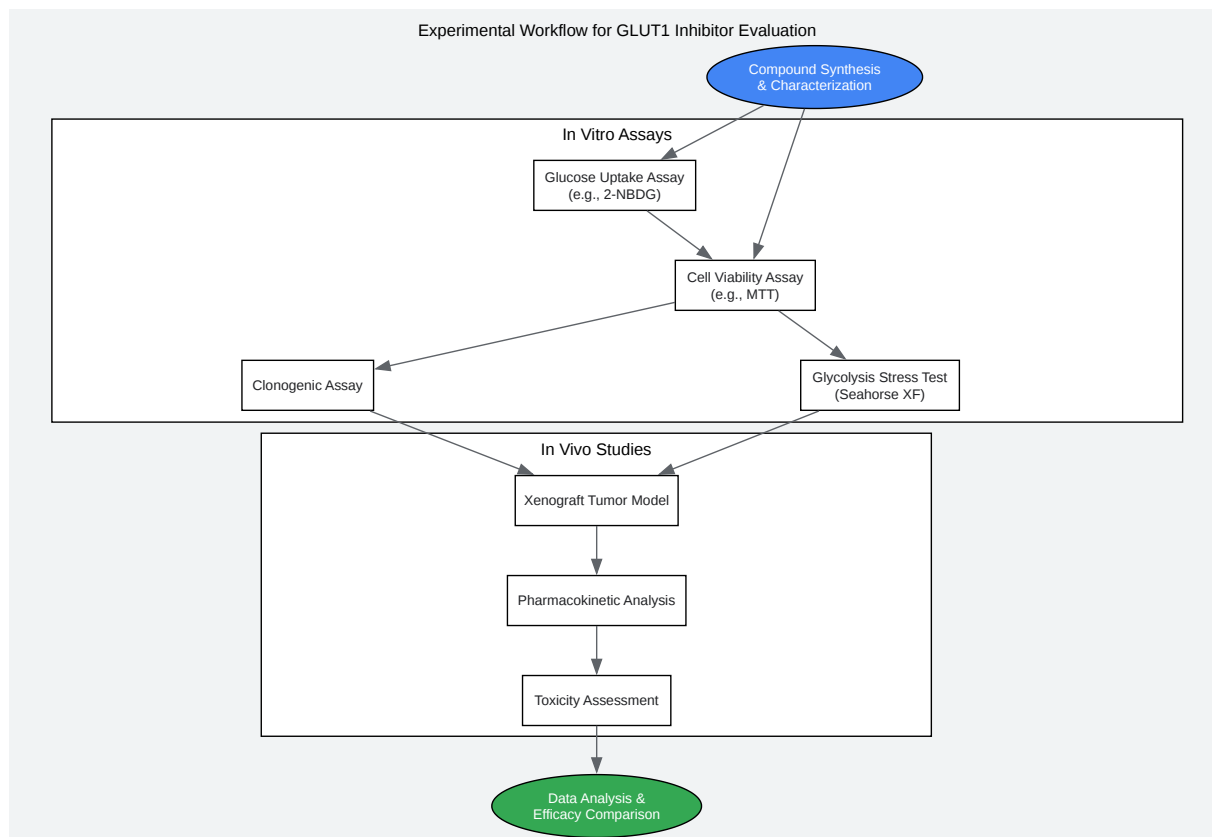 Experimental Workflow for GLUT1 Inhibitor Evaluation
Compound Synthesis
& Characterization
In Vitro Assays
Glucose Uptake Assay
(e.g., 2-NBDG)
Cell Viability Assay
(e.g., MTT)
Clonogenic Assay
Glycolysis Stress Test
(Seahorse XF)
In Vivo Studies
Xenograft Tumor Model
Pharmacokinetic Analysis
Toxicity Assessment
Data Analysis &
Efficacy Comparison